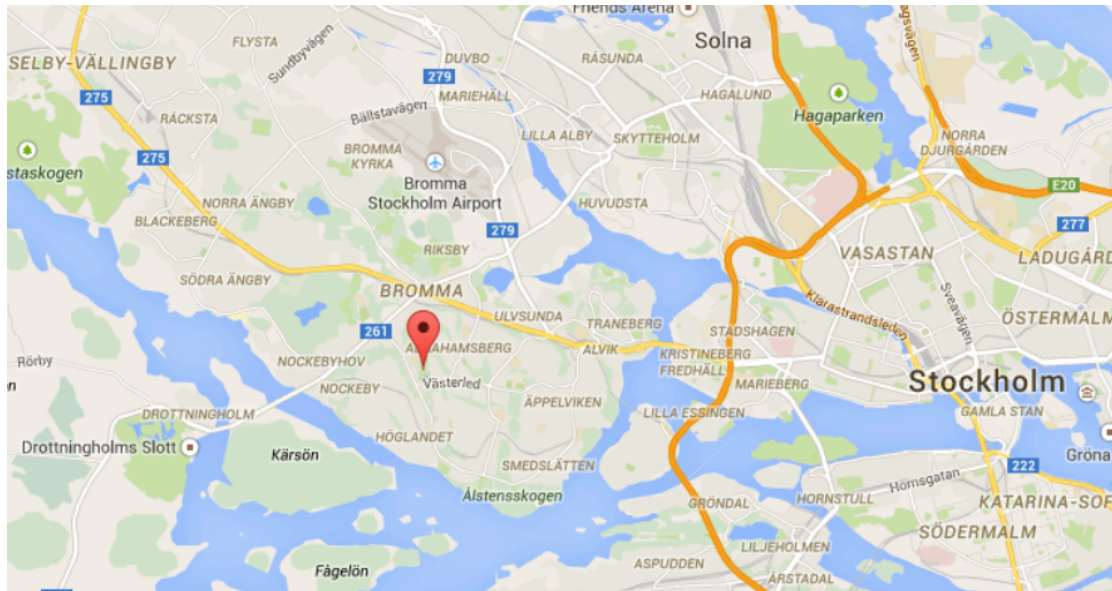 Friends Arena
Solna
FLYSTA
Sundbyvägen
DUVBO
RÅSUNDA
SELBY-VÄLLINGBY
279
MARIEHÄLL
HAGALUND
275
Hagaparken
RÄCKSTA
Bällstavägen
LILLA ALBY
SKYTTEHOLM
NORRA
DJURGÅRDEN
BROMMA
KYRKA
275
staskogen
Bromma
Stockholm Airport
E20
NORRA ÄNGBY
HUVUDSTA
BLACKEBERG
279
277
RIKSBY
VASASTAN
LADUGÅRD
SÖDRA ÄNGBY
BROMMA
Klarastrandsleden
Sveavägen
ULVSUNDA
TRANEBERG
ÖSTERMALM
261
STADSHAGEN
ABRAHAMSBERG
ALVIK
KRISTINEBERG
FREDHÄLL
Rörby
NOCKEBYHOV
NOCKEBY
Västerled
MARIEBERG
Stockholm
ÄPPELVIKEN
DROTTNINGHOLM
LILLA ESSINGEN
GAMLA STAN
HÖGLANDET
Drottningholms Slott
Kärsön
Gröna
SMEDSLÄTTEN
222
Hornsgatan
Ålstensskogen
GRÖNDAL
HORNSTULL
KATARINA-SOF
SÖDERMALM
LILJEHOLMEN
ASPUDDEN
Fågelön
ÅRSTADAL